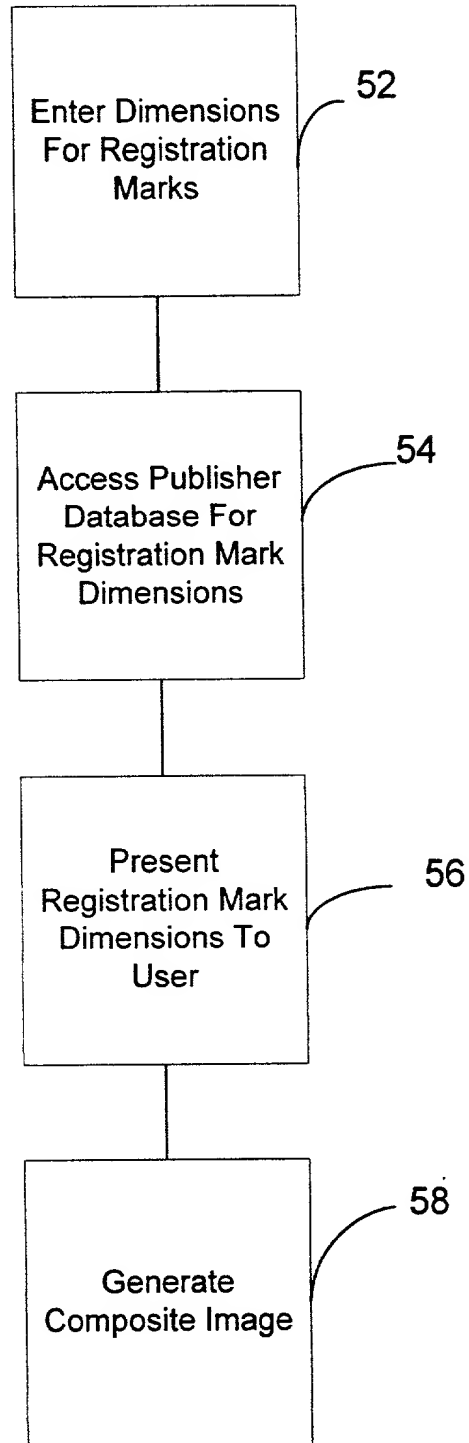 52
Enter Dimensions
For Registration
Marks
54
Access Publisher
Database For
Registration Mark
Dimensions
56
Present
Registration Mark
Dimensions To
User
58
Generate
Composite Image